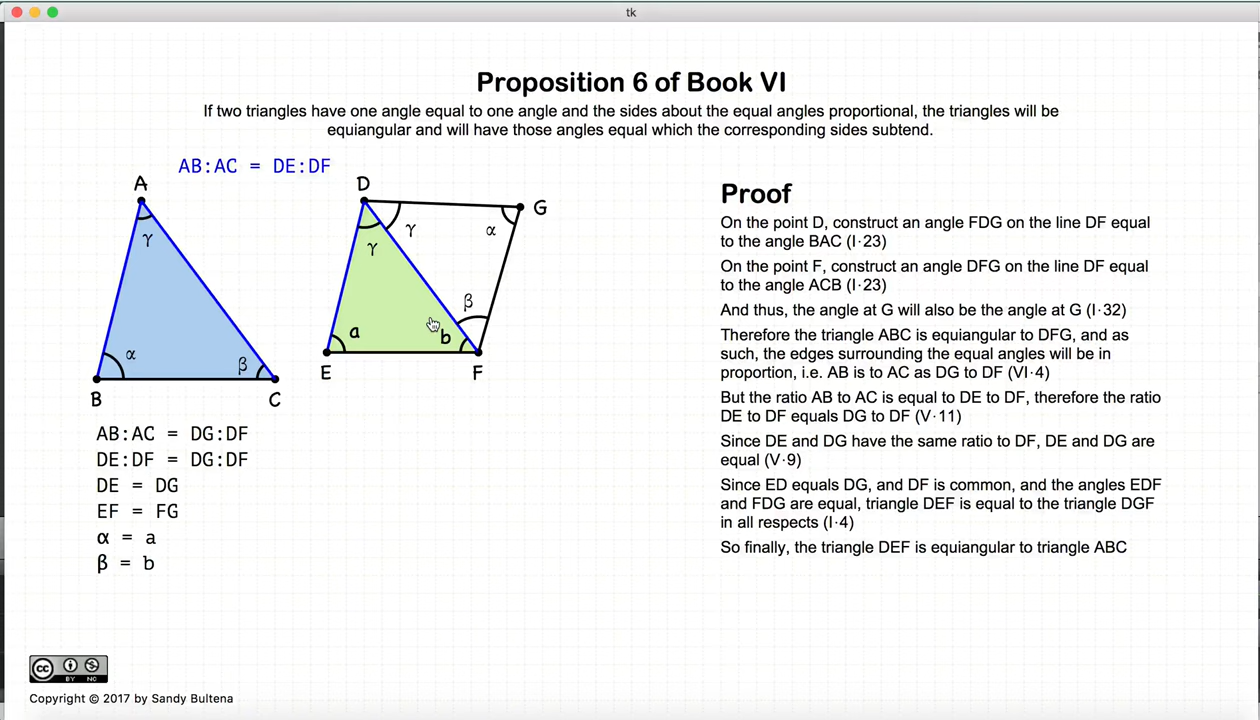 tk
Proposition 6 of Book VI
If two triangles have one angle equal to one angle and the sides about the equal angles proportional, the triangles will be
equiangular and will have those angles equal which the corresponding sides subtend.
AB:AC = DE:DF
A
γ
α
β
B
C
D
G
γ
γ
α
β
a
b
E
F
AB:AC = DG:DF
DE:DF = DG:DF
DE = DG
EF = FG
α = a
β = b
Proof
On the point D, construct an angle FDG on the line DF equal
to the angle BAC (I·23)
On the point F, construct an angle DFG on the line DF equal
to the angle ACB (I·23)
And thus, the angle at G will also be the angle at G (I·32)
Therefore the triangle ABC is equiangular to DFG, and as
such, the edges surrounding the equal angles will be in
proportion, i.e. AB is to AC as DG to DF (VI·4)
But the ratio AB to AC is equal to DE to DF, therefore the ratio
DE to DF equals DG to DF (V·11)
Since DE and DG have the same ratio to DF, DE and DG are
equal (V·9)
Since ED equals DG, and DF is common, and the angles EDF
and FDG are equal, triangle DEF is equal to the triangle DGF
in all respects (I·4)
So finally, the triangle DEF is equiangular to triangle ABC
cc
BY NC
Copyright © 2017 by Sandy Bultena